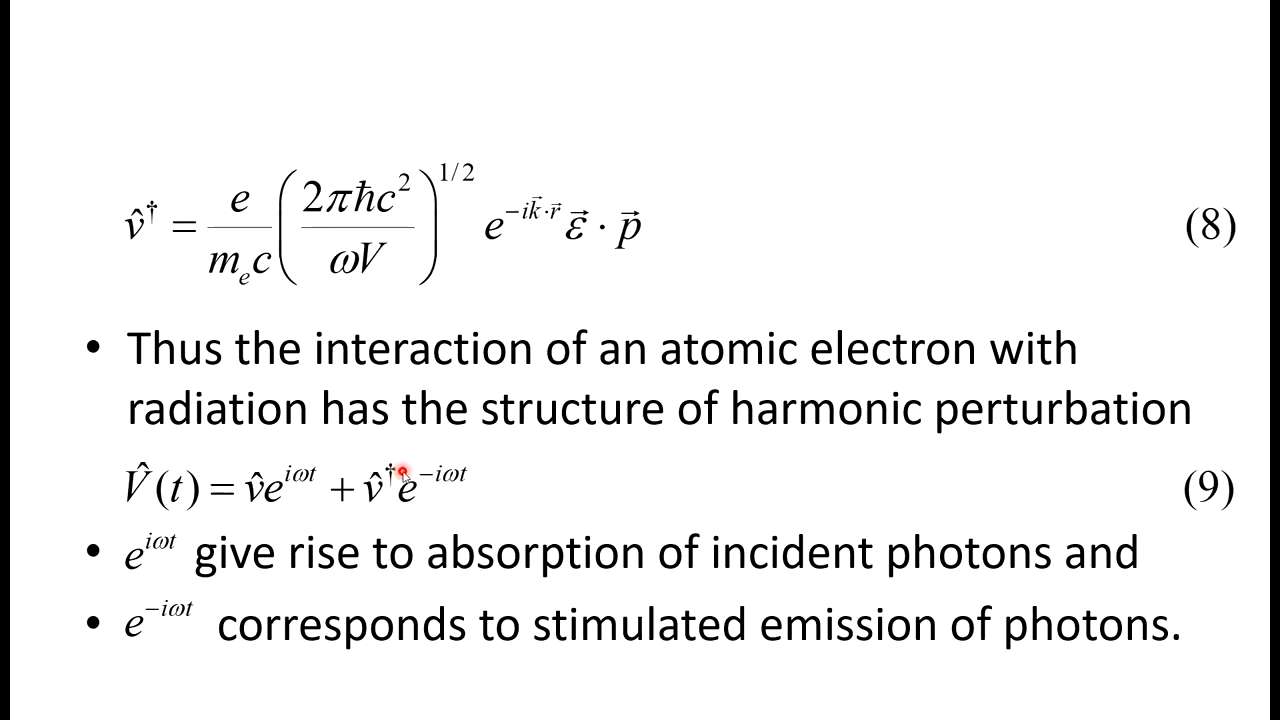 v̂† = e/(mₑc) (2πħc²/(ωV))^{1/2} e^{−ik⃗·r⃗} ε⃗ · p⃗ (8)
• Thus the interaction of an atomic electron with
radiation has the structure of harmonic perturbation
V̂(t) = v̂e^{iωt} + v̂†e^{−iωt} (9)
• e^{iωt} give rise to absorption of incident photons and
• e^{−iωt} corresponds to stimulated emission of photons.